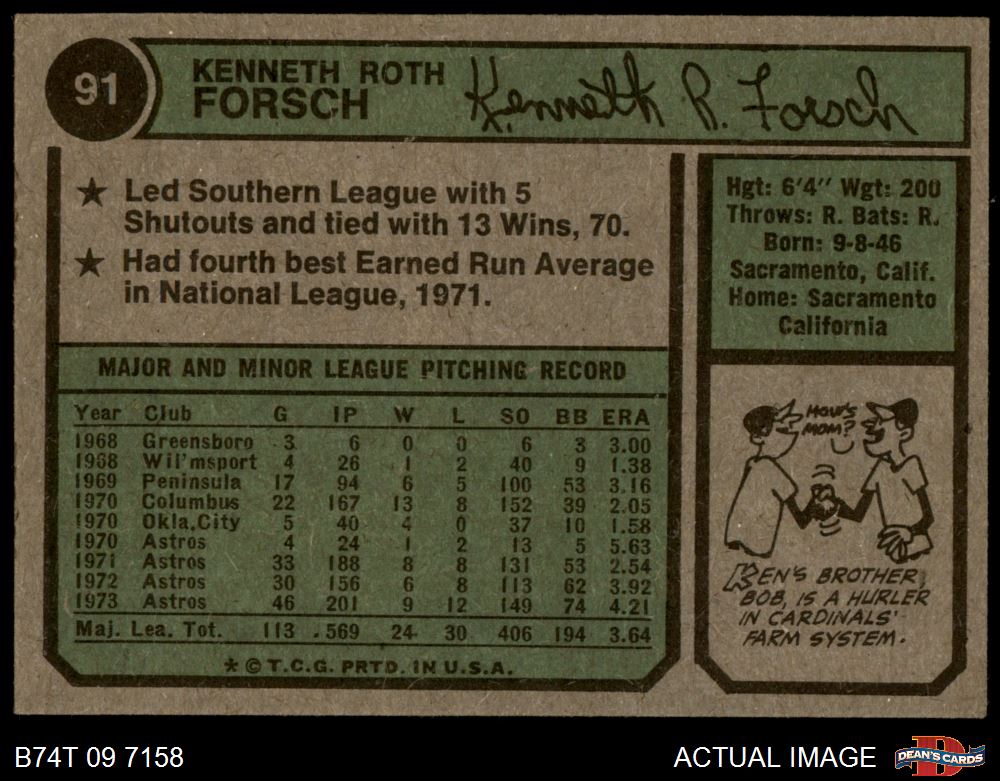 91
KENNETH ROTH
FORSCH
Kenneth R. Forsch
★ Led Southern League with 5
Shutouts and tied with 13 Wins, 70.
★ Had fourth best Earned Run Average
in National League, 1971.
Hgt: 6'4" Wgt: 200
Throws: R. Bats: R.
Born: 9-8-46
Sacramento, Calif.
Home: Sacramento
California
MAJOR AND MINOR LEAGUE PITCHING RECORD
Year Club G IP W L SO BB ERA
1968 Greensboro 3 6 0 0 6 3 3.00
1968 Wil'msport 4 26 1 2 40 9 1.38
1969 Peninsula 17 94 6 5 100 53 3.16
1970 Columbus 22 167 13 8 152 39 2.05
1970 Okla.City 5 40 4 0 37 10 1.58
1970 Astros 4 24 1 2 13 5 5.63
1971 Astros 33 188 8 8 131 53 2.54
1972 Astros 30 156 6 8 113 62 3.92
1973 Astros 46 201 9 12 149 74 4.21
Maj. Lea. Tot. 113 569 24 30 406 194 3.64
* © T.C.G. PRTD. IN U.S.A.
HOW'S
MOM?
KEN'S BROTHER,
BOB, IS A HURLER
IN CARDINALS'
FARM SYSTEM.
B74T 09 7158
ACTUAL IMAGE
D
DEAN'S CARDS